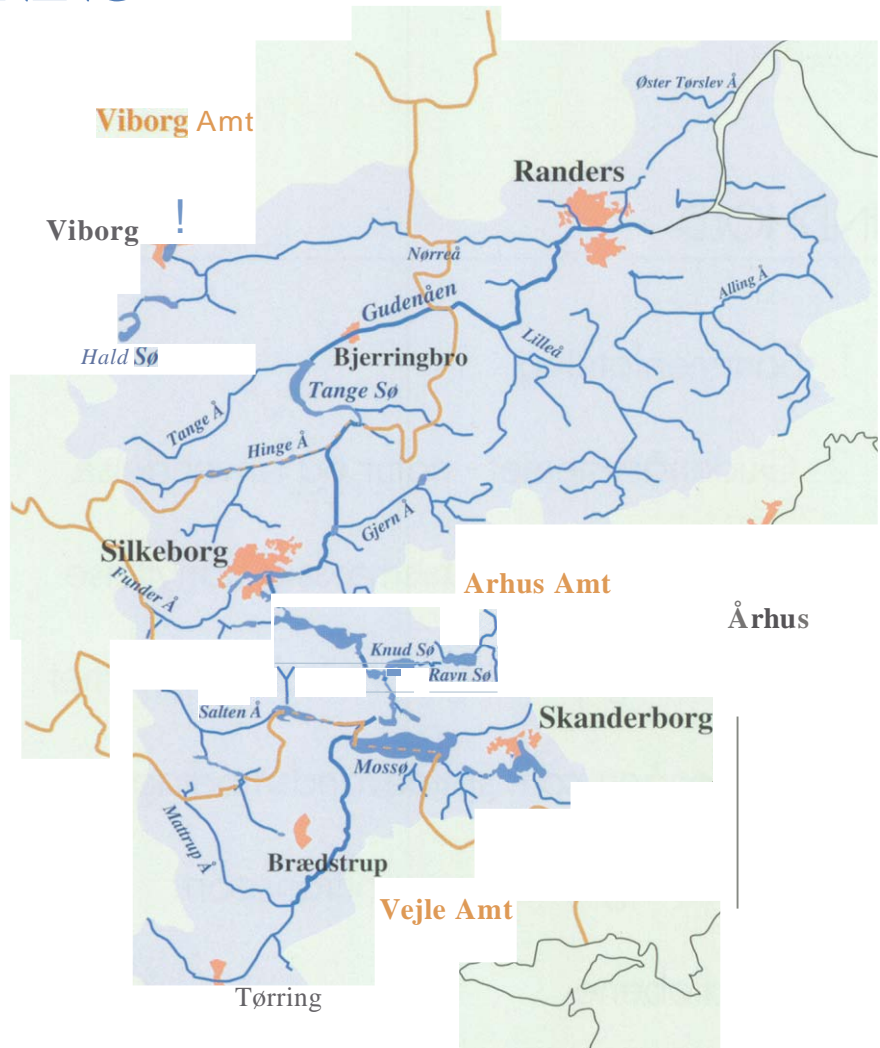 Øster Tørslev Å
Viborg Amt
Randers
Viborg !
Nørreå
Alling Å
Gudenåen
Lilleå
Bjerringbro
Hald Sø
Tange Sø
Tange Å
Hinge Å
Gjern Å
Silkeborg
Funder Å
Arhus Amt
Århus
Knud Sø
Ravn Sø
Salten Å
Skanderborg
Mossø
Mattrup Å
Brædstrup
Vejle Amt
Tørring